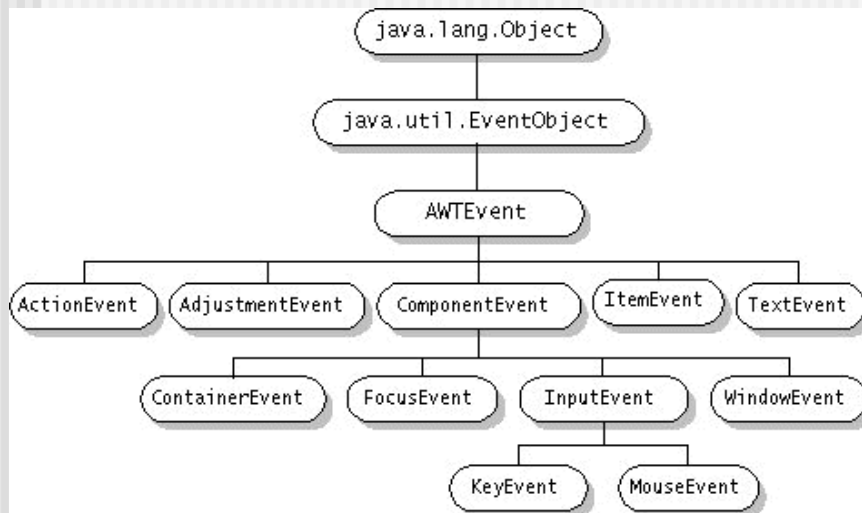 java.lang.Object
java.util.EventObject
AWTEvent
ActionEvent AdjustmentEvent ComponentEvent ItemEvent TextEvent
ContainerEvent FocusEvent InputEvent WindowEvent
KeyEvent MouseEvent